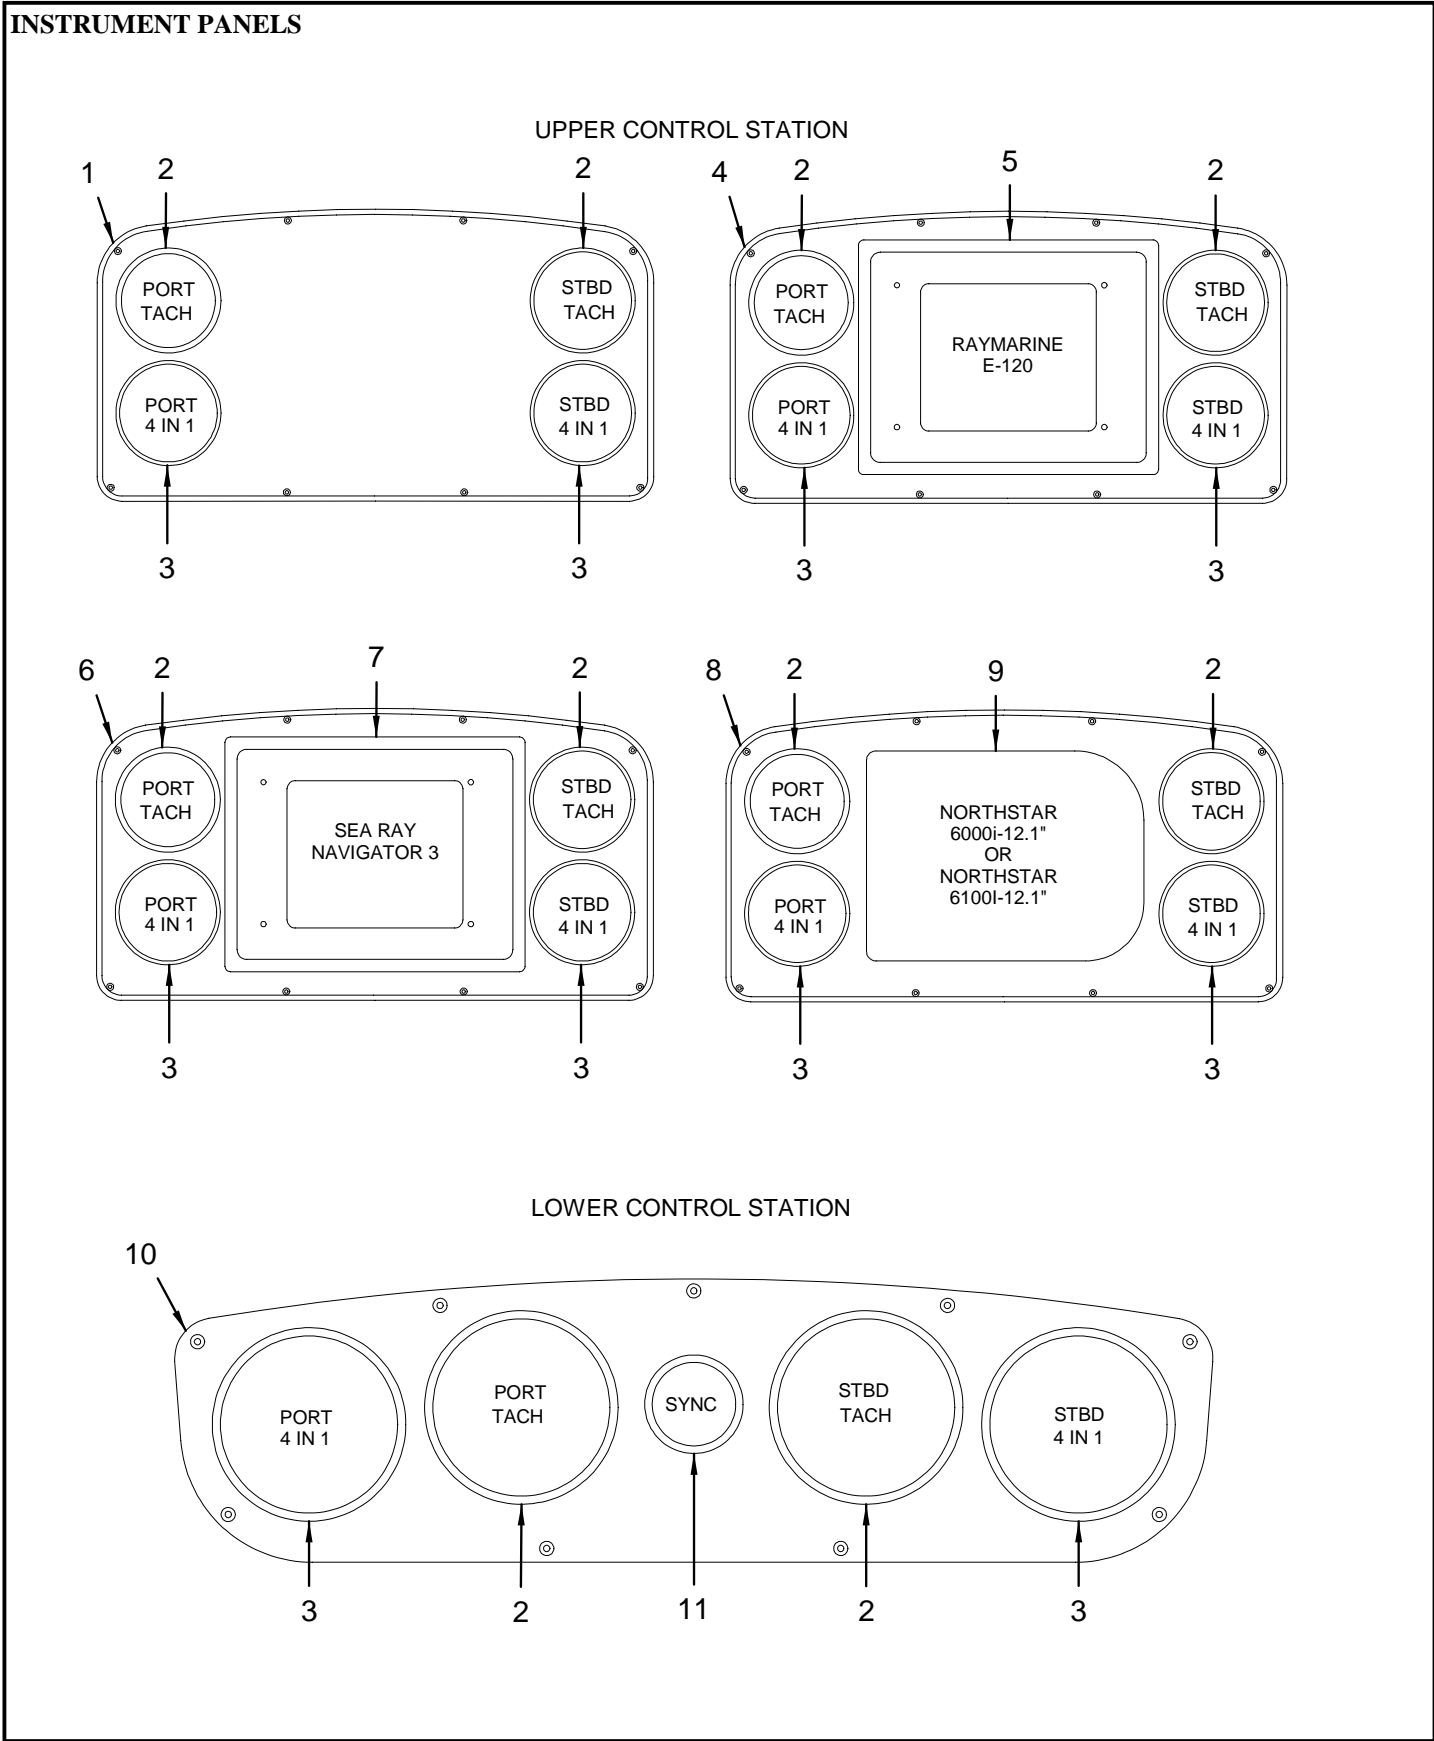 INSTRUMENT PANELS
UPPER CONTROL STATION
1
2
2
4
2
5
2
PORT
TACH
STBD
TACH
PORT
4 IN 1
STBD
4 IN 1
3
3
PORT
TACH
RAYMARINE
E-120
STBD
TACH
PORT
4 IN 1
STBD
4 IN 1
3
3
6
2
7
2
8
2
9
2
PORT
TACH
SEA RAY
NAVIGATOR 3
STBD
TACH
PORT
4 IN 1
STBD
4 IN 1
3
3
PORT
TACH
NORTHSTAR
6000i-12.1"
OR
NORTHSTAR
6100I-12.1"
STBD
TACH
PORT
4 IN 1
STBD
4 IN 1
3
3
LOWER CONTROL STATION
10
PORT
4 IN 1
PORT
TACH
SYNC
STBD
TACH
STBD
4 IN 1
3
2
11
2
3